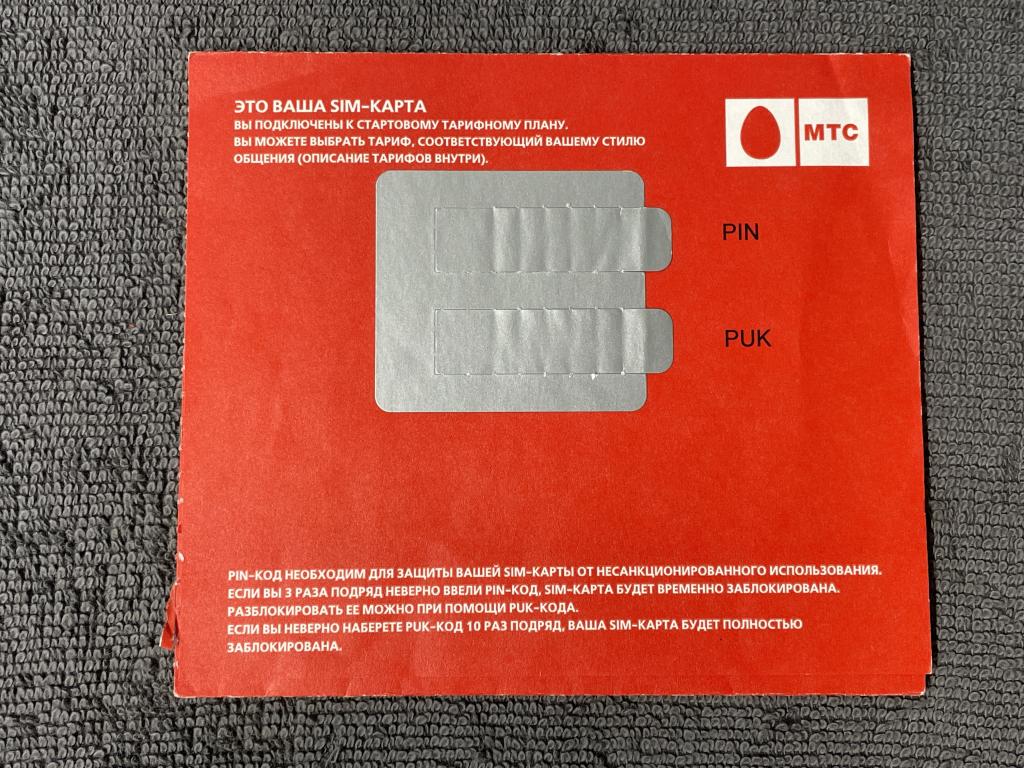 ЭТО ВАША SIM-КАРТА
ВЫ ПОДКЛЮЧЕНЫ К СТАРТОВОМУ ТАРИФНОМУ ПЛАНУ.
ВЫ МОЖЕТЕ ВЫБРАТЬ ТАРИФ, СООТВЕТСТВУЮЩИЙ ВАШЕМУ СТИЛЮ
ОБЩЕНИЯ (ОПИСАНИЕ ТАРИФОВ ВНУТРИ).
МТС
PIN
PUK
PIN-КОД НЕОБХОДИМ ДЛЯ ЗАЩИТЫ ВАШЕЙ SIM-КАРТЫ ОТ НЕСАНКЦИОНИРОВАННОГО ИСПОЛЬЗОВАНИЯ.
ЕСЛИ ВЫ 3 РАЗА ПОДРЯД НЕВЕРНО ВВЕЛИ PIN-КОД, SIM-КАРТА БУДЕТ ВРЕМЕННО ЗАБЛОКИРОВАНА.
РАЗБЛОКИРОВАТЬ ЕЕ МОЖНО ПРИ ПОМОЩИ PUK-КОДА.
ЕСЛИ ВЫ НЕВЕРНО НАБЕРЕТЕ PUK-КОД 10 РАЗ ПОДРЯД, ВАША SIM-КАРТА БУДЕТ ПОЛНОСТЬЮ
ЗАБЛОКИРОВАНА.